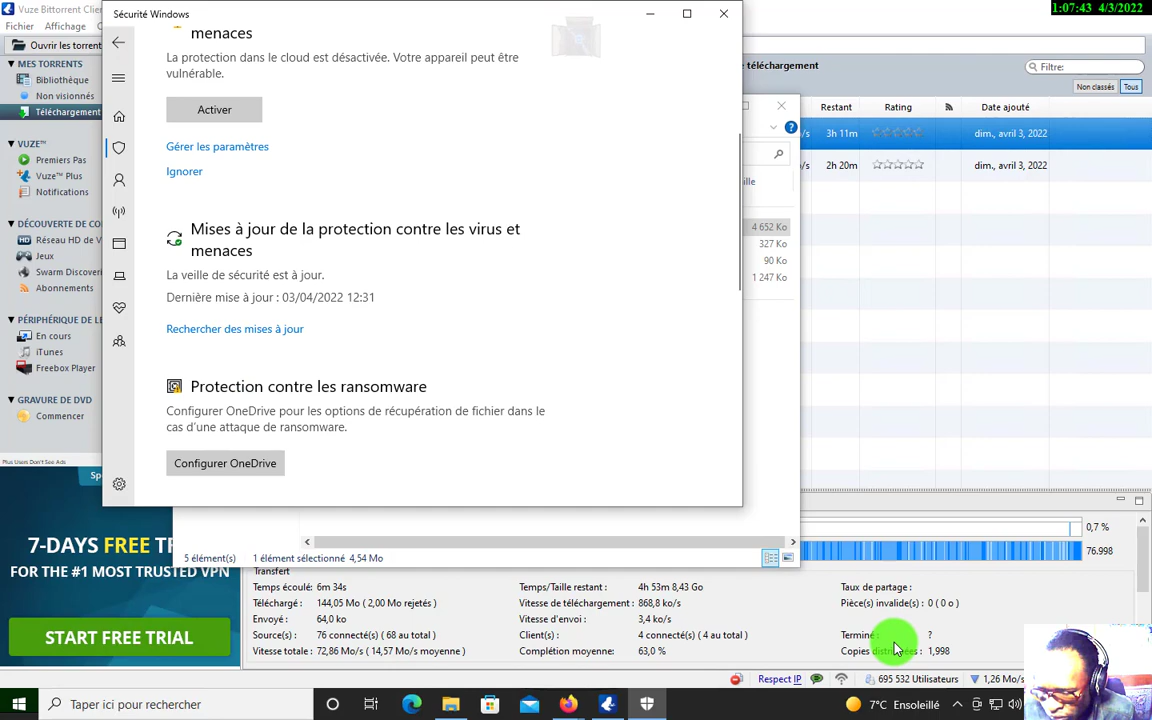 Vuze Bittorrent Clien
Sécurité Windows
1:07:43 4/3/2022
Fichier
Affichage
Ouvrir les torrent
MES TORRENTS
Bibliothèque
Non visionnés
Téléchargement
VUZE™
Premiers Pas
Vuze™ Plus
Notifications
DÉCOUVERTE DE CO
Réseau HD de V
Jeux
Swarm Discoveri
Abonnements
PÉRIPHÉRIQUE DE LE
En cours
iTunes
Freebox Player
GRAVURE DE DVD
Commencer
Plus Users Don't See Ads
menaces
La protection dans le cloud est désactivée. Votre appareil peut être
vulnérable.
Activer
Gérer les paramètres
Ignorer
Mises à jour de la protection contre les virus et
menaces
La veille de sécurité est à jour.
Dernière mise à jour : 03/04/2022 12:31
Rechercher des mises à jour
Protection contre les ransomware
Configurer OneDrive pour les options de récupération de fichier dans le
cas d'une attaque de ransomware.
Configurer OneDrive
e téléchargement
Filtre:
Non classés
Tous
Restant
Rating
Date ajouté
o/s
3h 11m
dim., avril 3, 2022
o/s
2h 20m
dim., avril 3, 2022
ille
4 652 Ko
327 Ko
90 Ko
1 247 Ko
5 élément(s)
1 élément sélectionné 4,54 Mo
0,7 %
76.998
Sp
7-DAYS FREE T
FOR THE #1 MOST TRUSTED VPN
START FREE TRIAL
Transfert
Temps écoulé: 6m 34s
Temps/Taille restant : 4h 53m 8,43 Go
Taux de partage :
Téléchargé : 144,05 Mo ( 2,00 Mo rejetés )
Vitesse de téléchargement : 868,8 ko/s
Pièce(s) invalide(s) : 0 ( 0 o )
Envoyé : 64,0 ko
Vitesse d'envoi : 3,4 ko/s
Source(s) : 76 connecté(s) ( 68 au total )
Client(s) : 4 connecté(s) ( 4 au total )
Terminé : ?
Vitesse totale : 72,86 Mo/s ( 14,57 Mo/s moyenne )
Complétion moyenne: 63,0 %
Copies distribuées : 1,998
Respect IP
695 532 Utilisateurs
1,26 Mo/s
Taper ici pour rechercher
7°C Ensoleillé